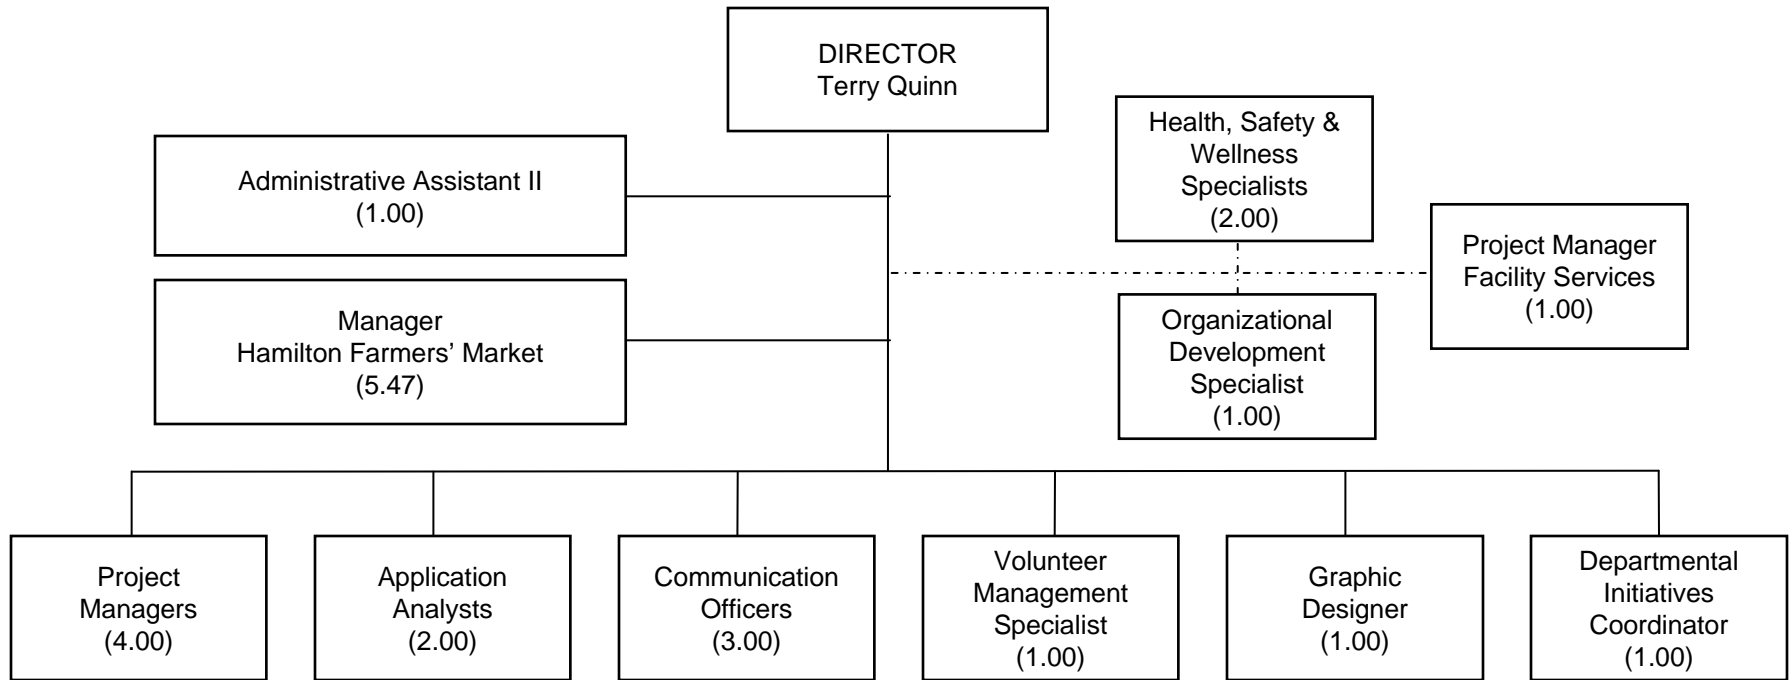 DIRECTOR
Terry Quinn
Administrative Assistant II
(1.00)
Health, Safety &
Wellness
Specialists
(2.00)
Project Manager
Facility Services
(1.00)
Manager
Hamilton Farmers’ Market
(5.47)
Organizational
Development
Specialist
(1.00)
Project
Managers
(4.00)
Application
Analysts
(2.00)
Communication
Officers
(3.00)
Volunteer
Management
Specialist
(1.00)
Graphic
Designer
(1.00)
Departmental
Initiatives
Coordinator
(1.00)